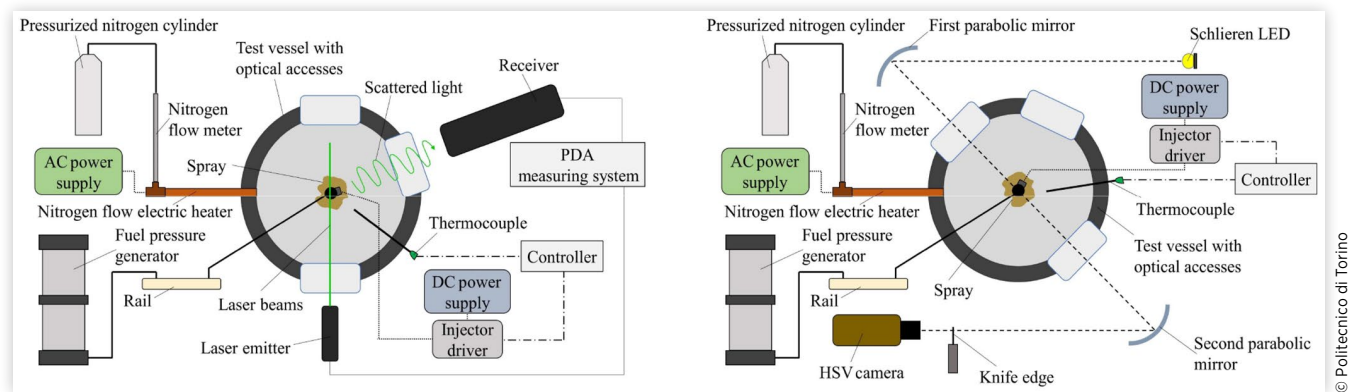 Pressurized nitrogen cylinder
Test vessel with
optical accesses
Scattered light
Receiver
Nitrogen
flow meter
Spray
AC power
supply
PDA
measuring system
Nitrogen flow electric heater
Fuel pressure
generator
Thermocouple
Controller
DC power
supply
Rail
Laser beams
Injector
driver
Laser emitter
Pressurized nitrogen cylinder
First parabolic mirror
Schlieren LED
DC power
supply
Nitrogen
flow meter
Injector
driver
AC power
supply
Controller
Nitrogen flow electric heater
Thermocouple
Fuel pressure
generator
Test vessel with
optical accesses
Rail
Spray
HSV camera
Knife edge
Second parabolic
mirror
© Politecnico di Torino